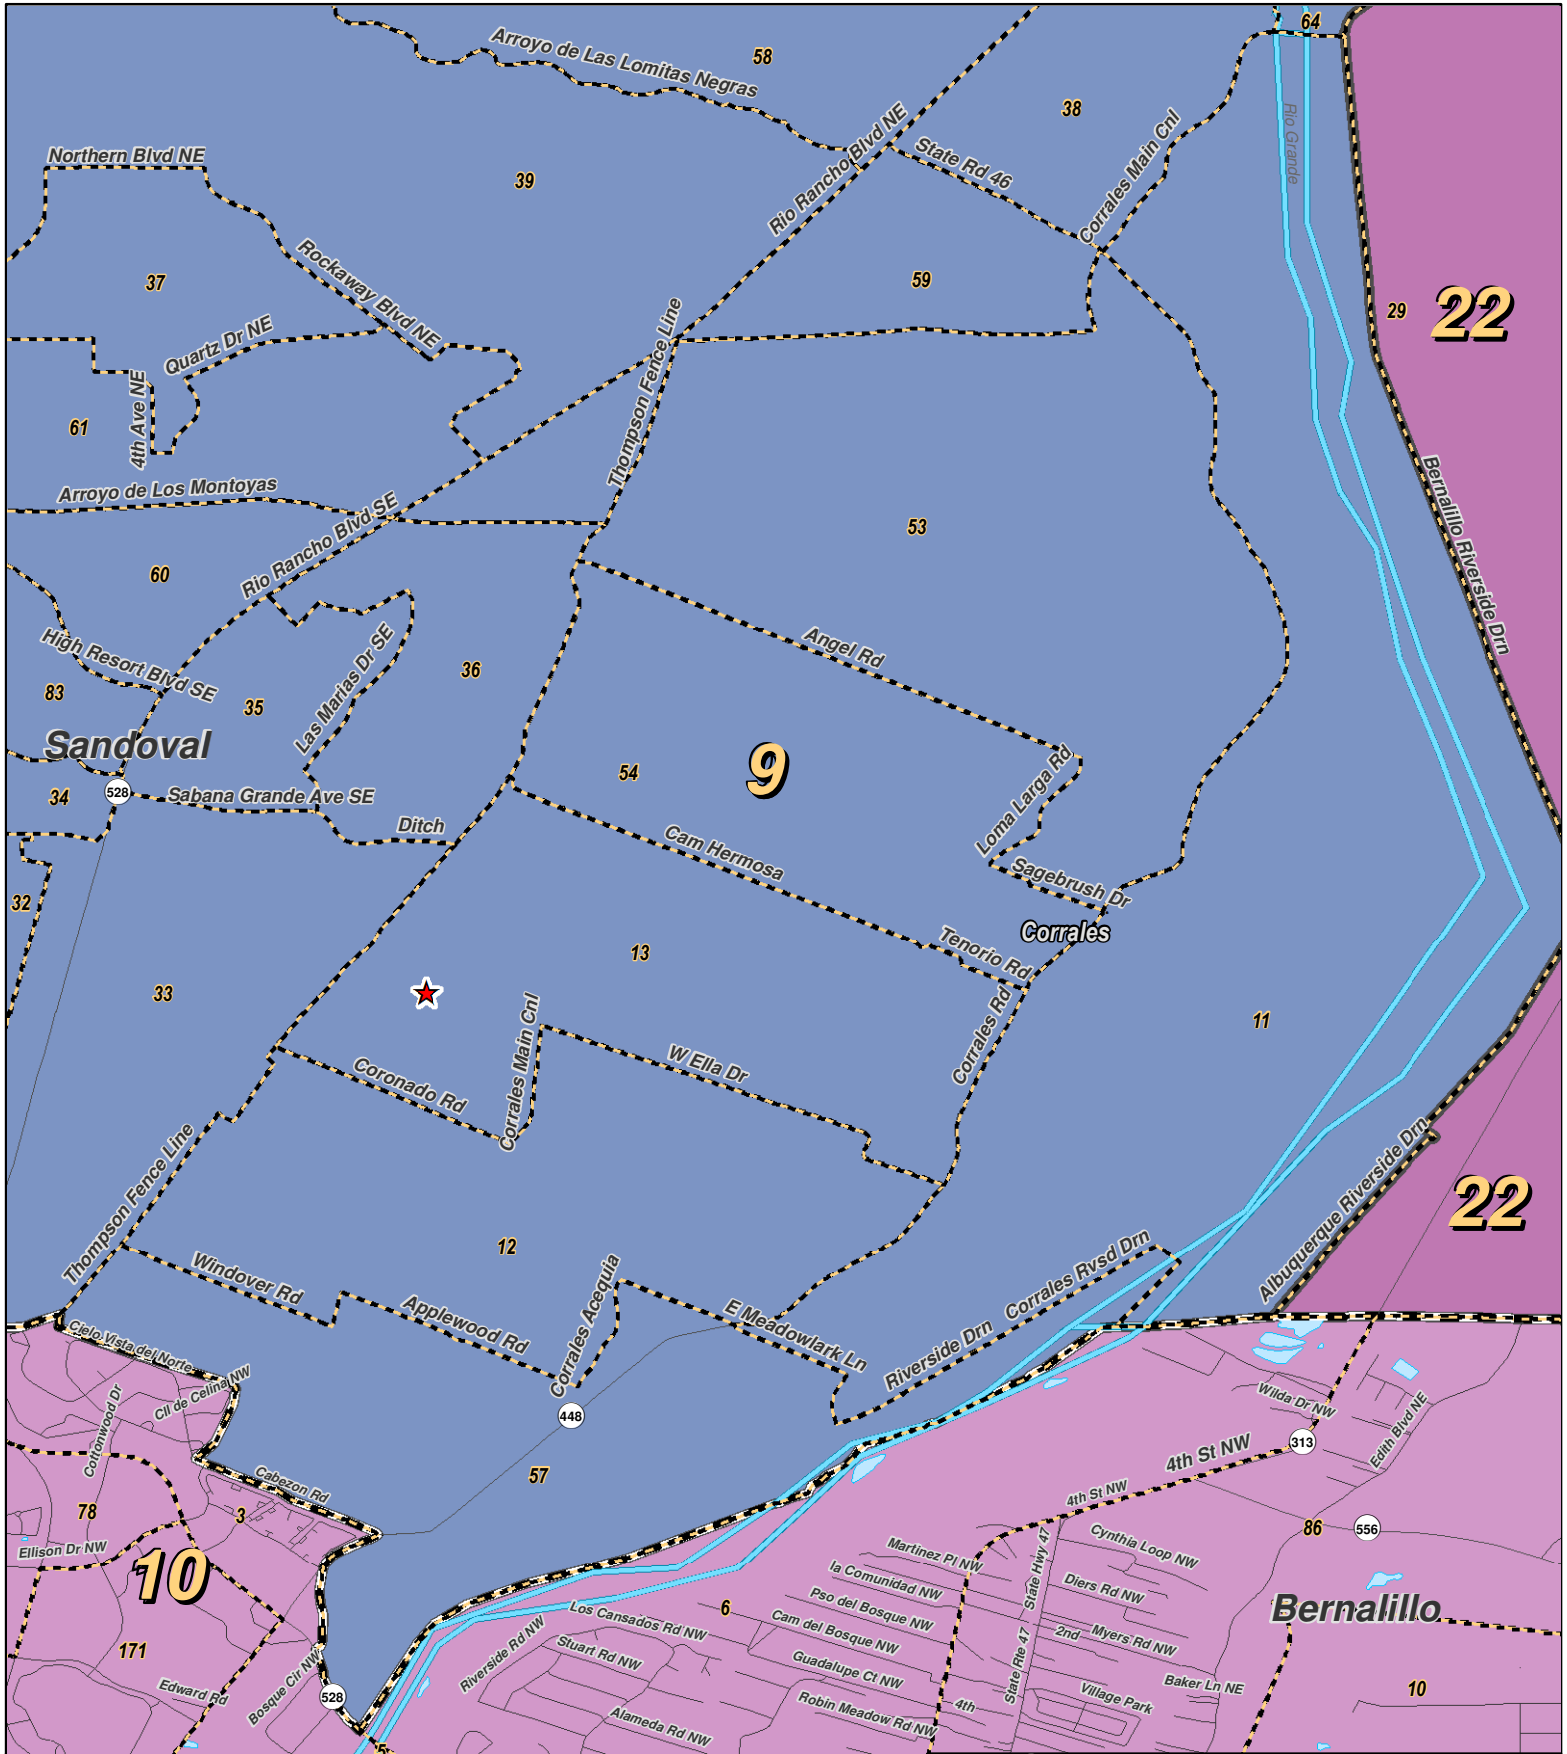 64
Arroyo de Las Lomitas Negras
58
38
Rio Rancho Blvd NE
State Rd 46
Corrales Main Cnl
Rio Grande
Northern Blvd NE
39
37
Rockaway Blvd NE
59
29
22
Quartz Dr NE
Thompson Fence Line
4th Ave NE
61
Arroyo de Los Montoyas
Rio Rancho Blvd SE
53
Bernalillo Riverside Drn
60
High Resort Blvd SE
Las Marias Dr SE
36
Angel Rd
83
35
Sandoval
9
54
Loma Larga Rd
34
528
Sabana Grande Ave SE
Ditch
Cam Hermosa
Sagebrush Dr
32
Corrales
Tenorio Rd
13
33
Corrales Main Cnl
Corrales Rd
11
Coronado Rd
W Ella Dr
Thompson Fence Line
22
Albuquerque Riverside Drn
12
Windover Rd
Applewood Rd
Corrales Acequia
E Meadowlark Ln
Riverside Drn
Corrales Rvsd Drn
Cielo Vista del Norte
Cll de Celina NW
Cottonwood Dr
448
Wilda Dr NW
Edith Blvd NE
313
4th St NW
4th St NW
57
Cabezon Rd
78
3
86
556
Ellison Dr NW
10
Martinez Pl NW
State Hwy 47
Cynthia Loop NW
la Comunidad NW
Diers Rd NW
Pso del Bosque NW
Bernalillo
6
Los Cansados Rd NW
Cam del Bosque NW
2nd
Myers Rd NW
171
Riverside Rd NW
Stuart Rd NW
Guadalupe Ct NW
State Rte 47
Baker Ln NE
Edward Rd
Bosque Cir NW
528
Robin Meadow Rd NW
4th
Village Park
10
Alameda Rd NW
5